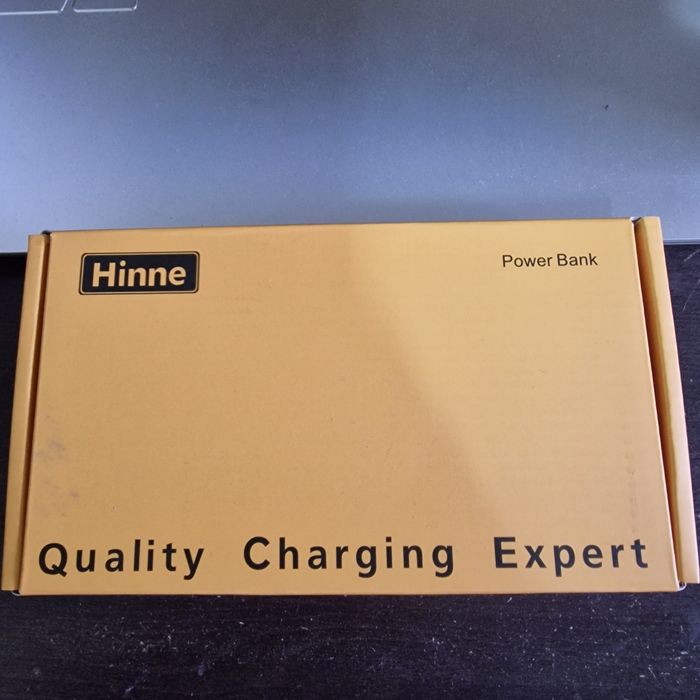 Hinne
Power Bank
Quality Charging Expert